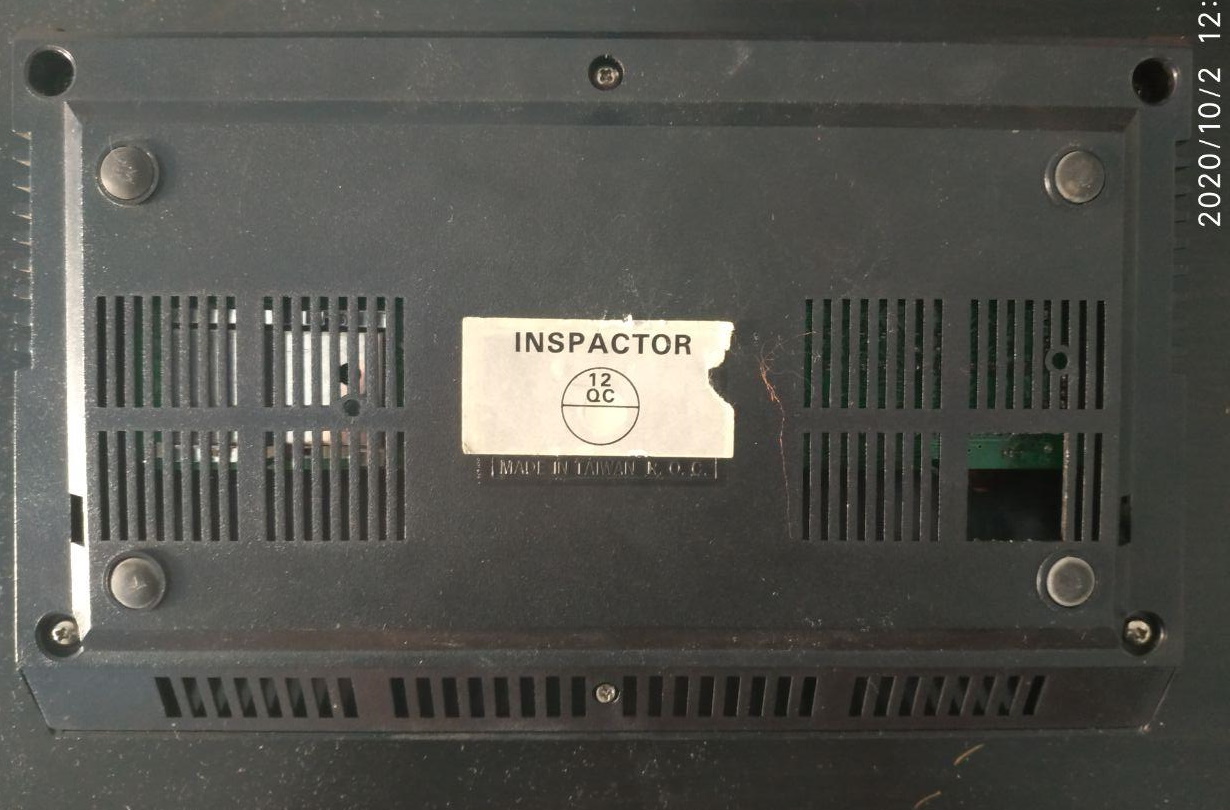 INSPACTOR
12
QC
MADE IN TAIWAN R. O. C.
2020/10/2 12: